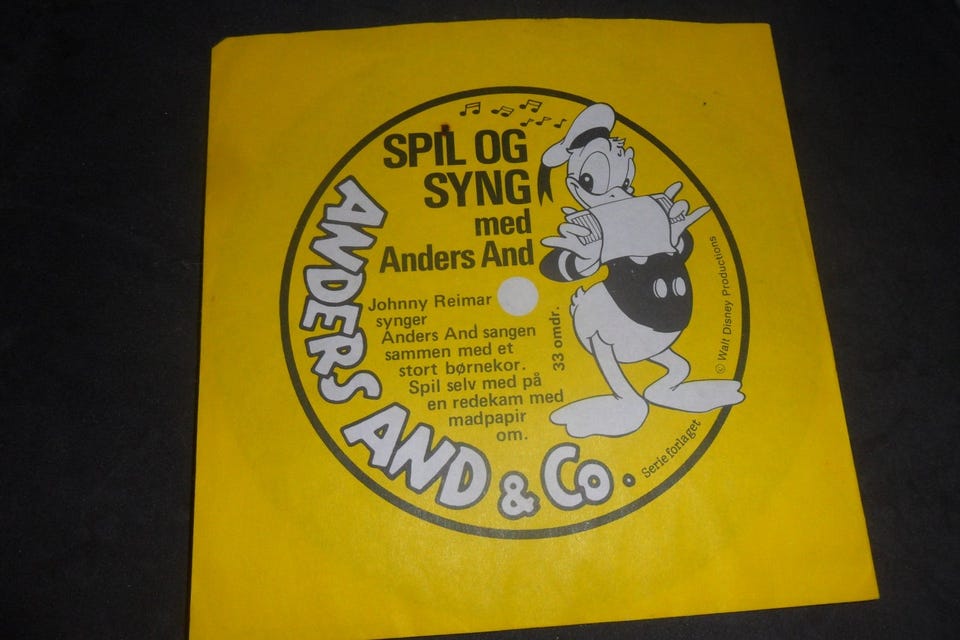 SPIL OG
SYNG
med
Anders And
Johnny Reimar
synger
Anders And sangen
sammen med et
stort børnekor.
Spil selv med på
en redekam med
madpapir
om.
33 omdr.
ANDERS AND & Co.
Serieforlaget
© Walt Disney Productions